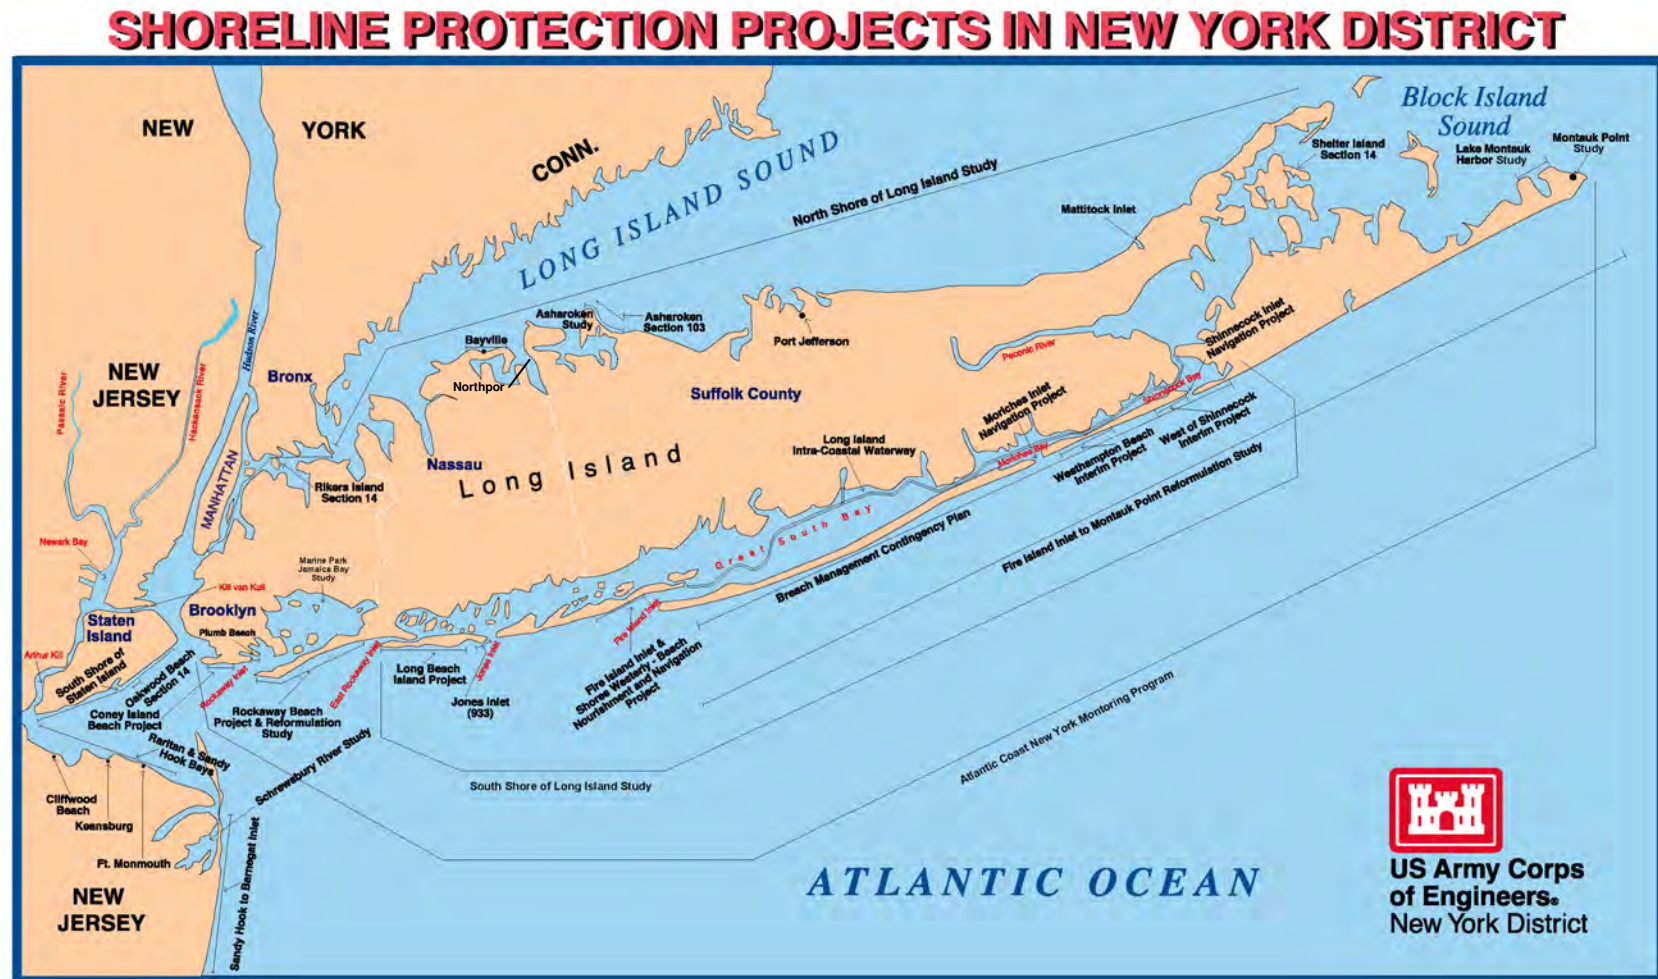 SHORELINE PROTECTION PROJECTS IN NEW YORK DISTRICT
NEW
YORK
CONN.
LONG ISLAND SOUND
North Shore of Long Island Study
Block Island
Sound
Shelter Island
Section 14
Lake Montauk
Harbor Study
Montauk Point
Study
Mattitock Inlet
Asharoken
Study
Asharoken
Section 103
Bayville
Northpor
Port Jefferson
Peconic River
Shinnecock Inlet
Navigation Project
Hudson River
Bronx
NEW
JERSEY
Passaic River
Hackensack River
MANHATTAN
Suffolk County
Nassau
Long Island
Rikers Island
Section 14
Long Island
Intra-Coastal Waterway
Moriches Inlet
Navigation Project
Shinnecock Bay
Moriches Bay
Westhampton Beach
Interim Project
West of Shinnecock
Interim Project
Great South Bay
Breach Management Contingency Plan
Fire Island Inlet to Montauk Point Reformulation Study
Newark Bay
Marine Park
Jamaica Bay
Study
Kill van Kull
Brooklyn
Plumb Beach
Staten
Island
Arthur Kill
South Shore of
Staten Island
Oakwood Beach
Section 14
Rockaway Inlet
East Rockaway Inlet
Jones Inlet
Fire Island Inlet
Long Beach
Island Project
Jones Inlet
(933)
Fire Island Inlet &
Shores Westerly - Beach
Nourishment and Navigation
Project
Coney Island
Beach Project
Rockaway Beach
Project & Reformulation
Study
Raritan & Sandy
Hook Bays
Schrewsbury River Study
South Shore of Long Island Study
Atlantic Coast New York Montoring Program
Cliffwood
Beach
Keansburg
Ft. Monmouth
Sandy Hook to Barnegat Inlet
NEW
JERSEY
ATLANTIC OCEAN
US Army Corps
of Engineers®
New York District